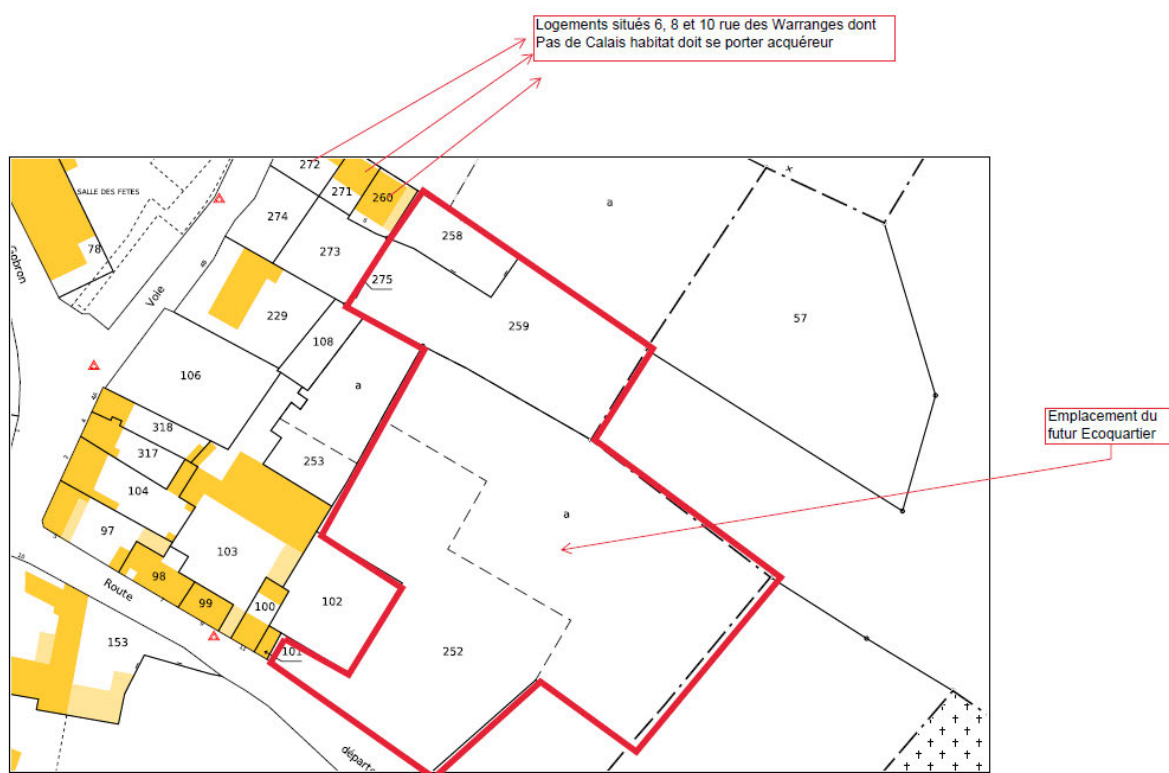 Logements situés 6, 8 et 10 rue des Warranges dont
Pas de Calais habitat doit se porter acquéreur
272
SALLE DES FETES
271
260
a
274
258
78
273
Gobron
275
Voie
57
259
229
108
106
a
Emplacement du
futur Ecoquartier
318
317
253
104
a
97
103
98
Route
99
100
102
153
101
252
départe